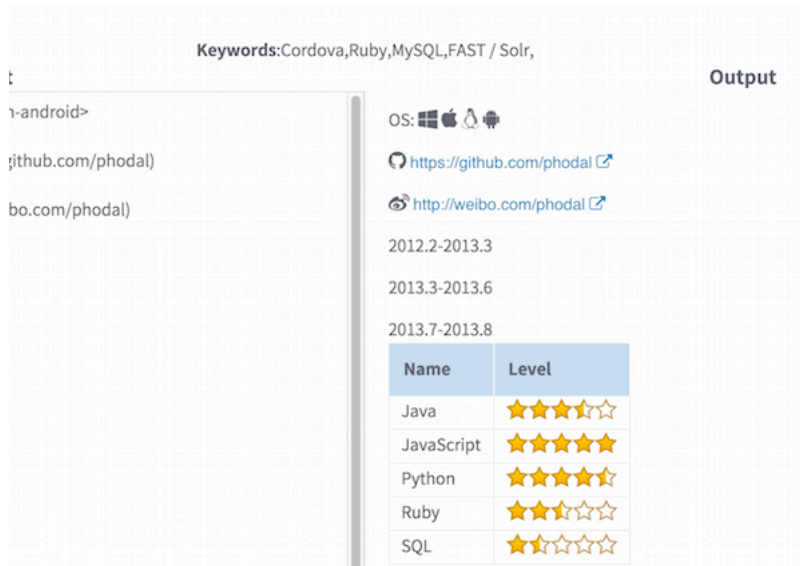 Keywords:Cordova,Ruby,MySQL,FAST / Solr,
Output
-android>
github.com/phodal)
bo.com/phodal)
OS:
https://github.com/phodal
http://weibo.com/phodal
2012.2-2013.3
2013.3-2013.6
2013.7-2013.8
Name Level
Java
JavaScript
Python
Ruby
SQL